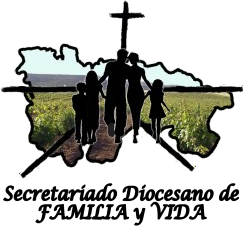 Secretariado Diocesano de
FAMILIA y VIDA